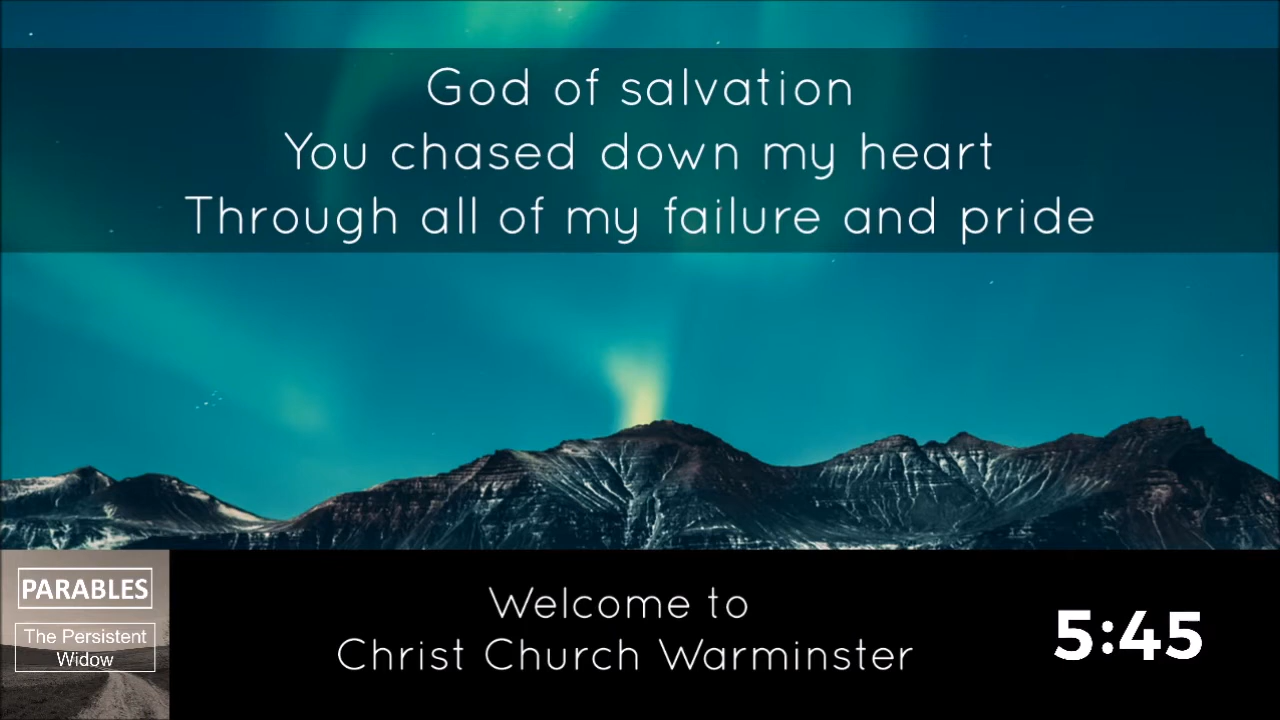 God of salvation
You chased down my heart
Through all of my failure and pride
PARABLES
The Persistent
Widow
Welcome to
Christ Church Warminster
5:45